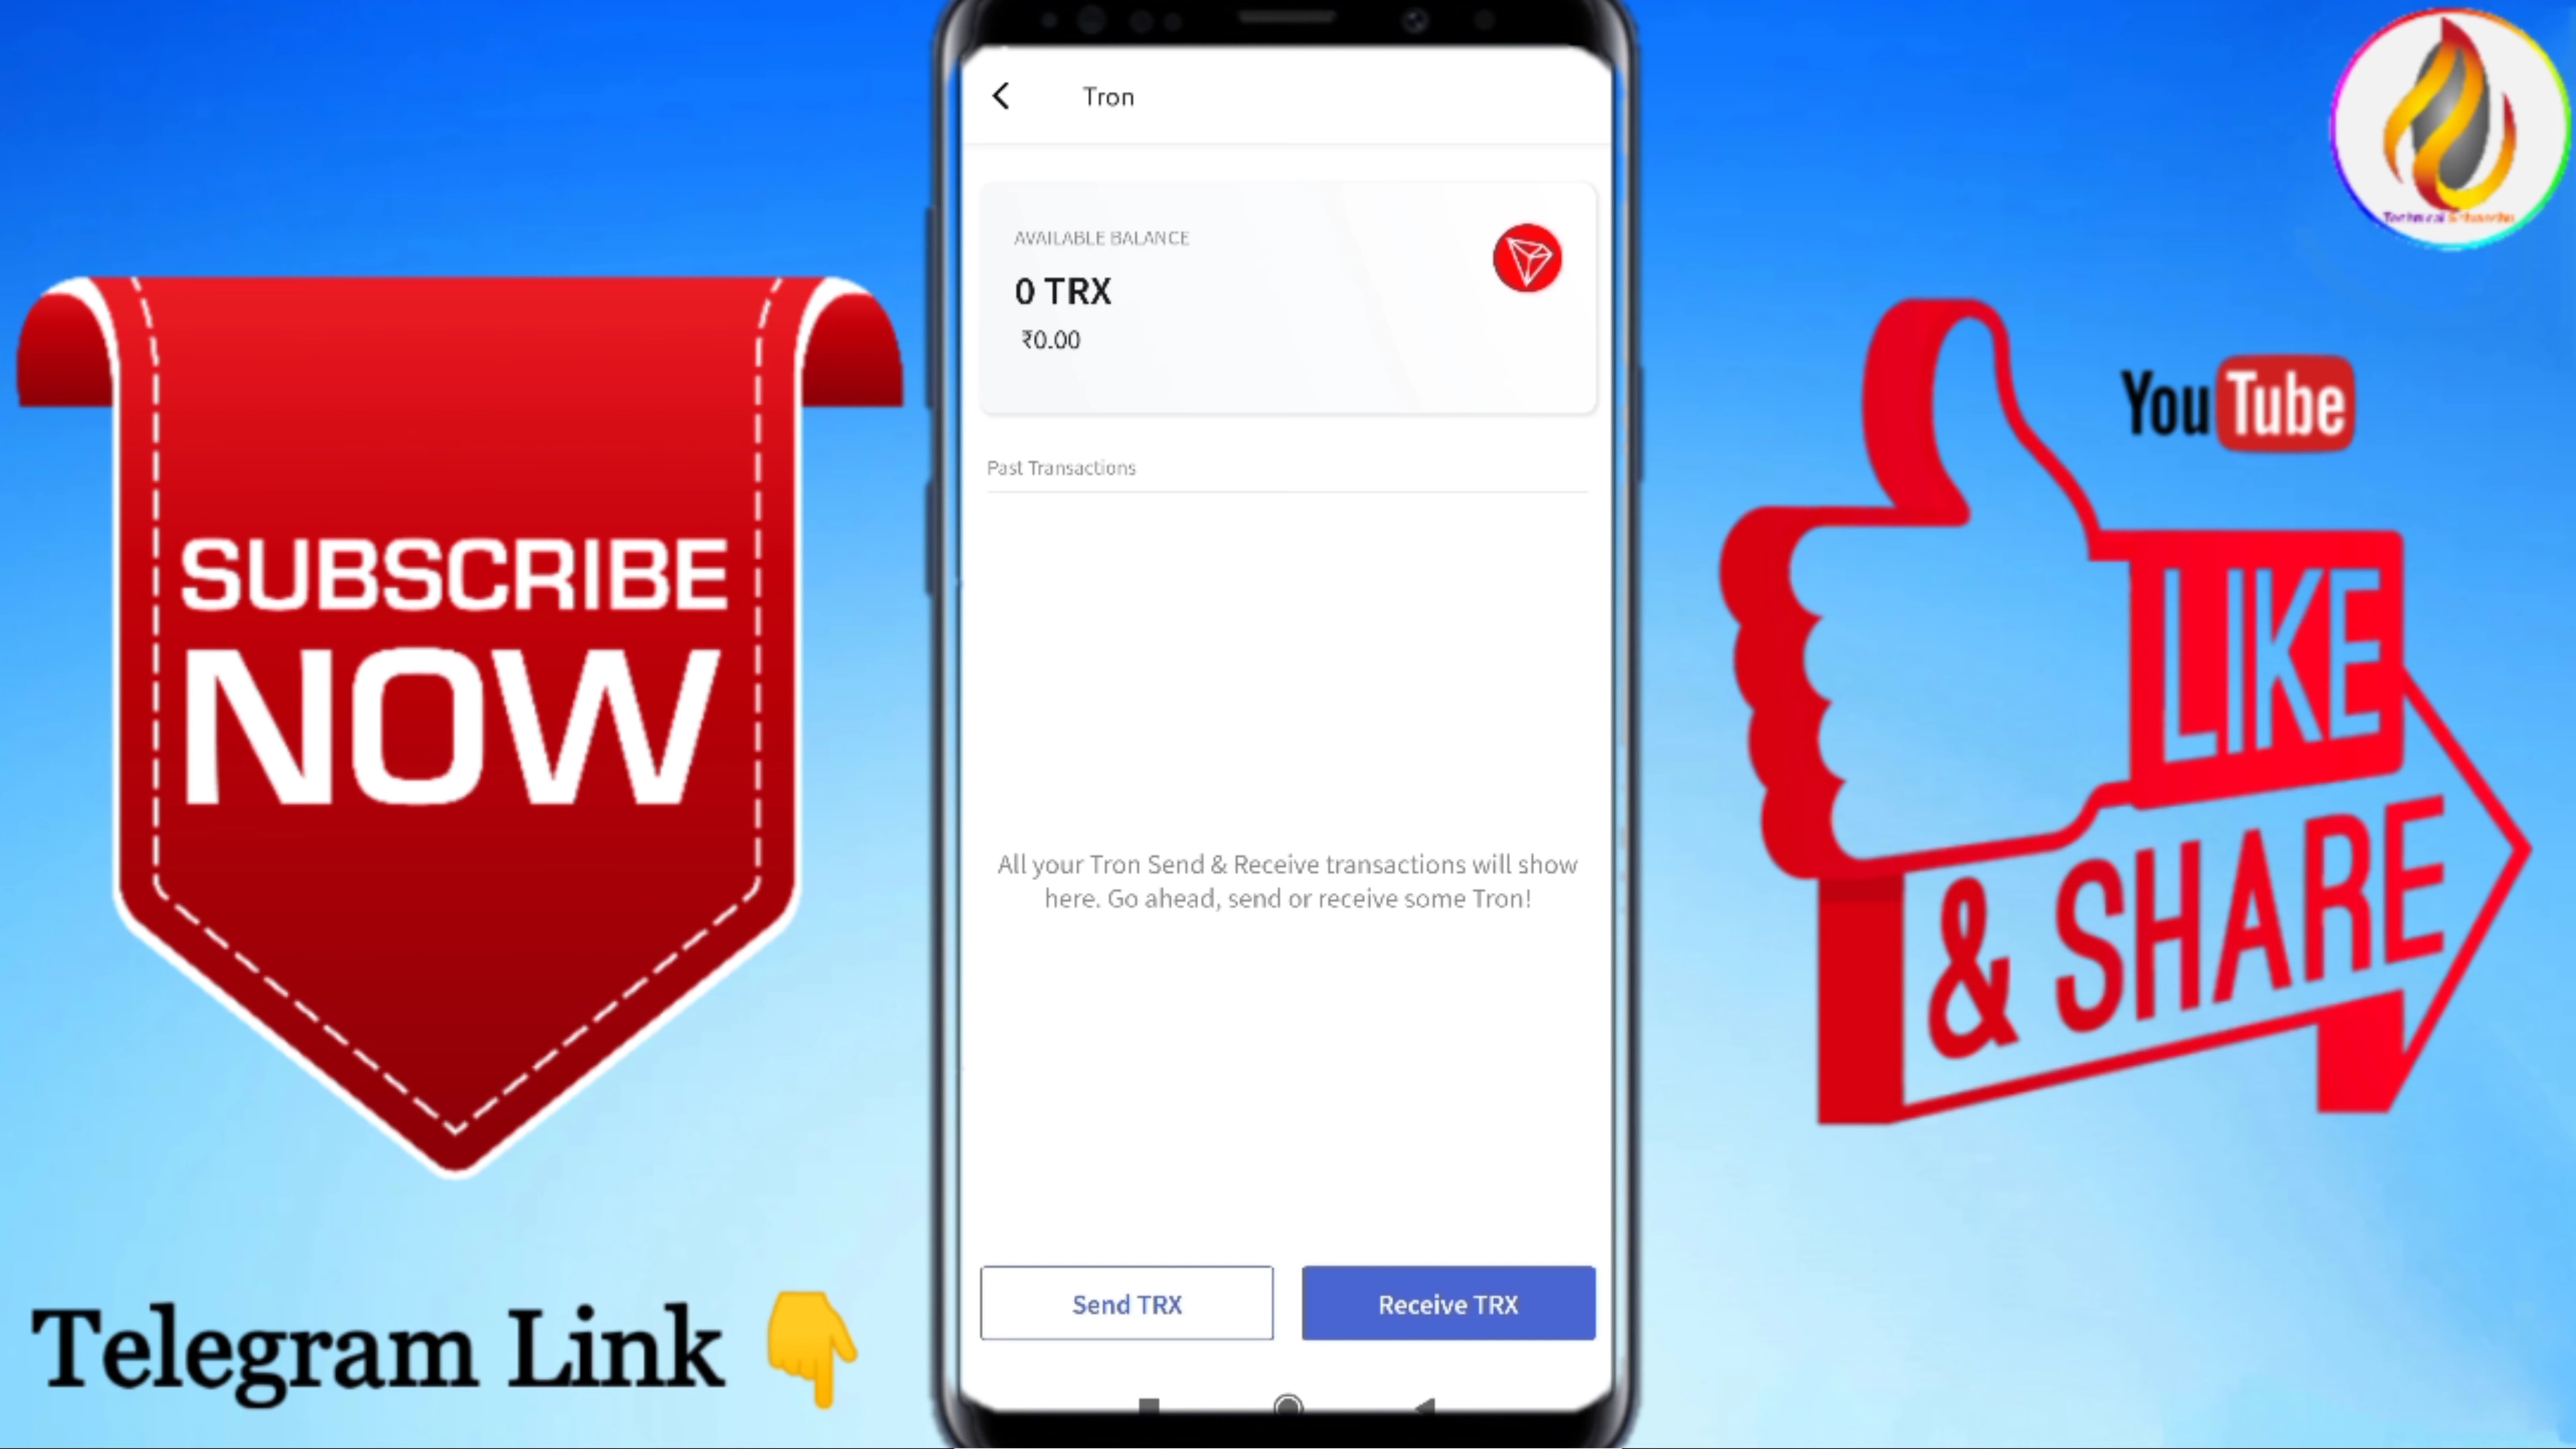 Tron
AVAILABLE BALANCE
0 TRX
₹0.00
Past Transactions
All your Tron Send & Receive transactions will show
here. Go ahead, send or receive some Tron!
Send TRX
Receive TRX
SUBSCRIBE
NOW
Telegram Link 👇
YouTube
LIKE
& SHARE
Technical